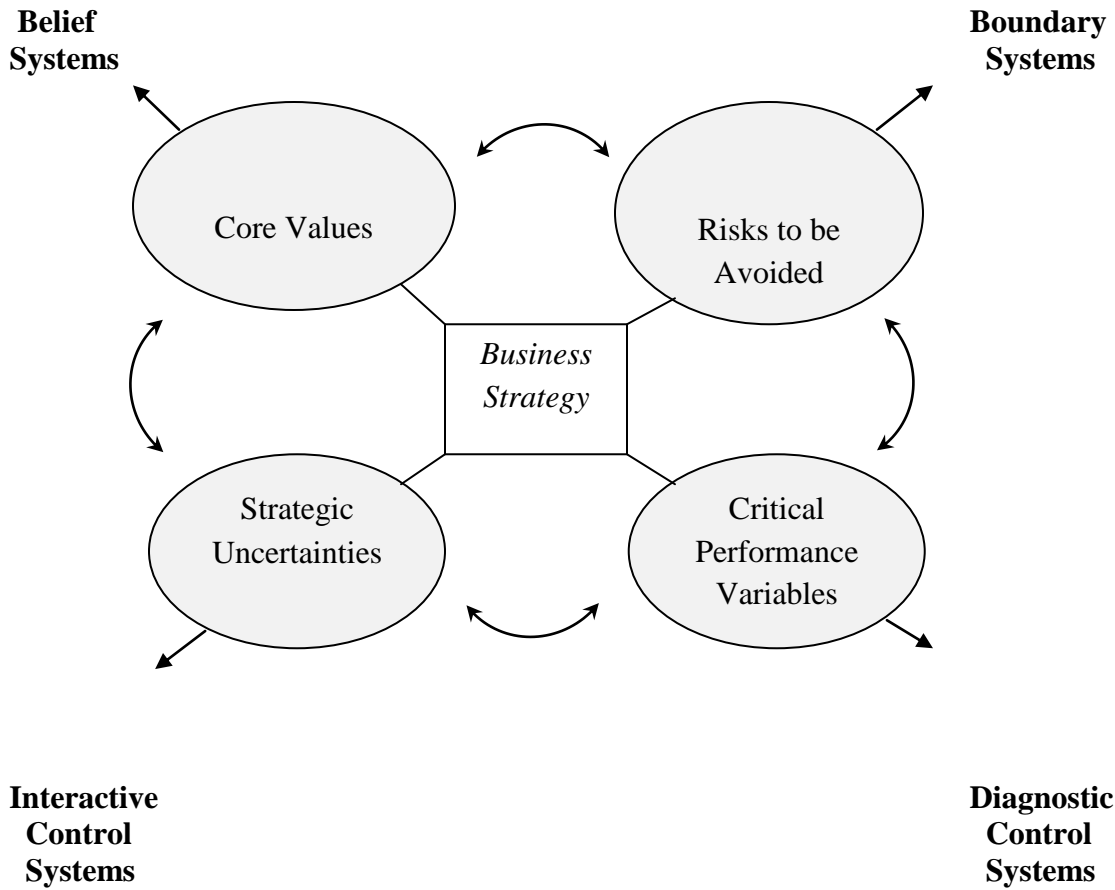 Belief
Systems
Boundary
Systems
Core Values
Risks to be
Avoided
Business
Strategy
Strategic
Uncertainties
Critical
Performance
Variables
Interactive
Control
Systems
Diagnostic
Control
Systems